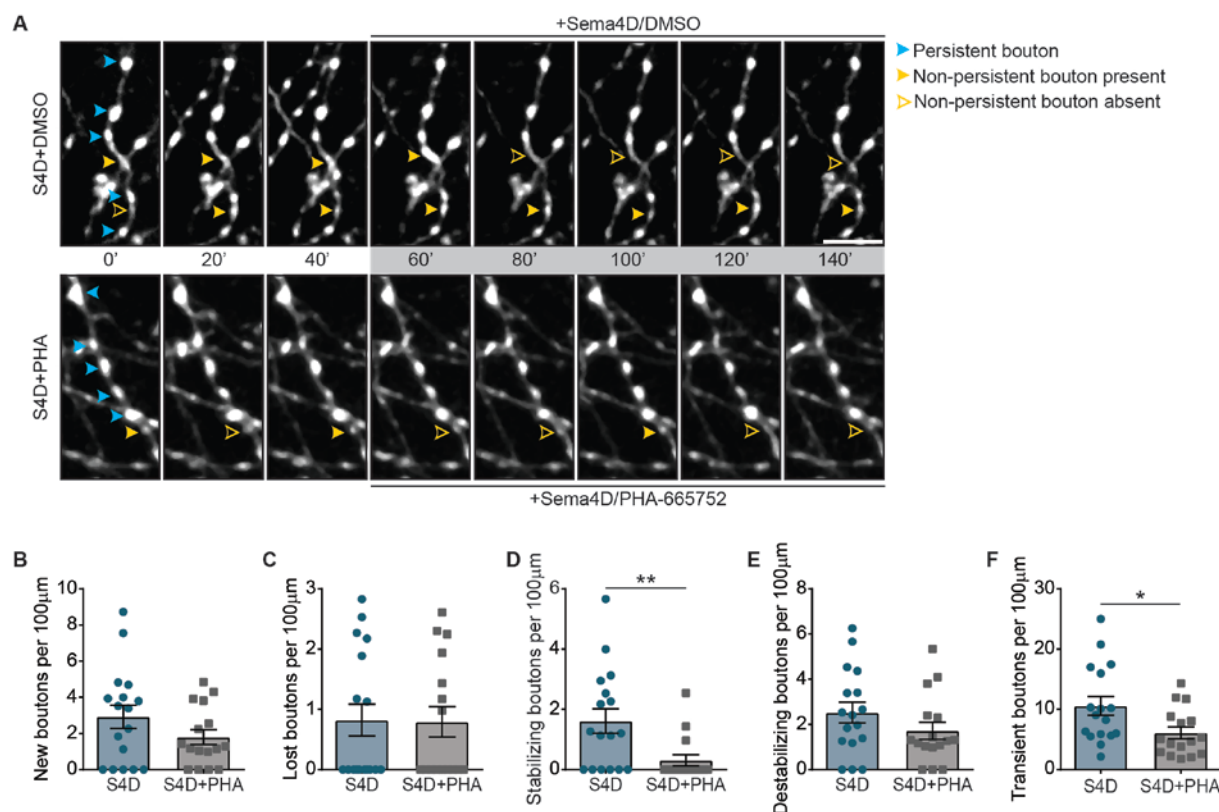 A
+Sema4D/DMSO
S4D+DMSO
Persistent bouton
Non-persistent bouton present
Non-persistent bouton absent
0' 20' 40' 60' 80' 100' 120' 140'
S4D+PHA
+Sema4D/PHA-665752
B
New boutons per 100µm
10
8
6
4
2
0
S4D S4D+PHA
C
Lost boutons per 100µm
3
2
1
0
S4D S4D+PHA
D
Stabilizing boutons per 100µm
6
4
2
0
**
S4D S4D+PHA
E
Destabilizing boutons per 100µm
8
6
4
2
0
S4D S4D+PHA
F
Transient boutons per 100µm
30
20
10
0
*
S4D S4D+PHA